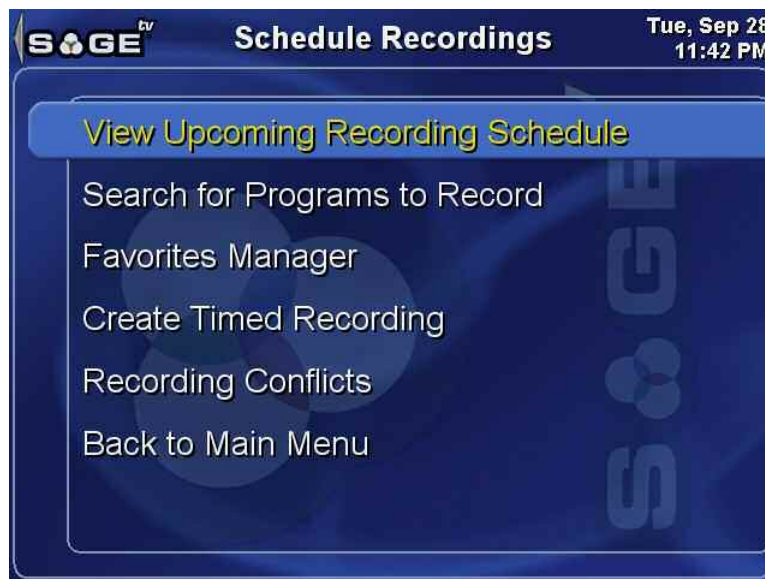 SAGE tv
Schedule Recordings
Tue, Sep 28
11:42 PM
View Upcoming Recording Schedule
Search for Programs to Record
Favorites Manager
Create Timed Recording
Recording Conflicts
Back to Main Menu
SAGE